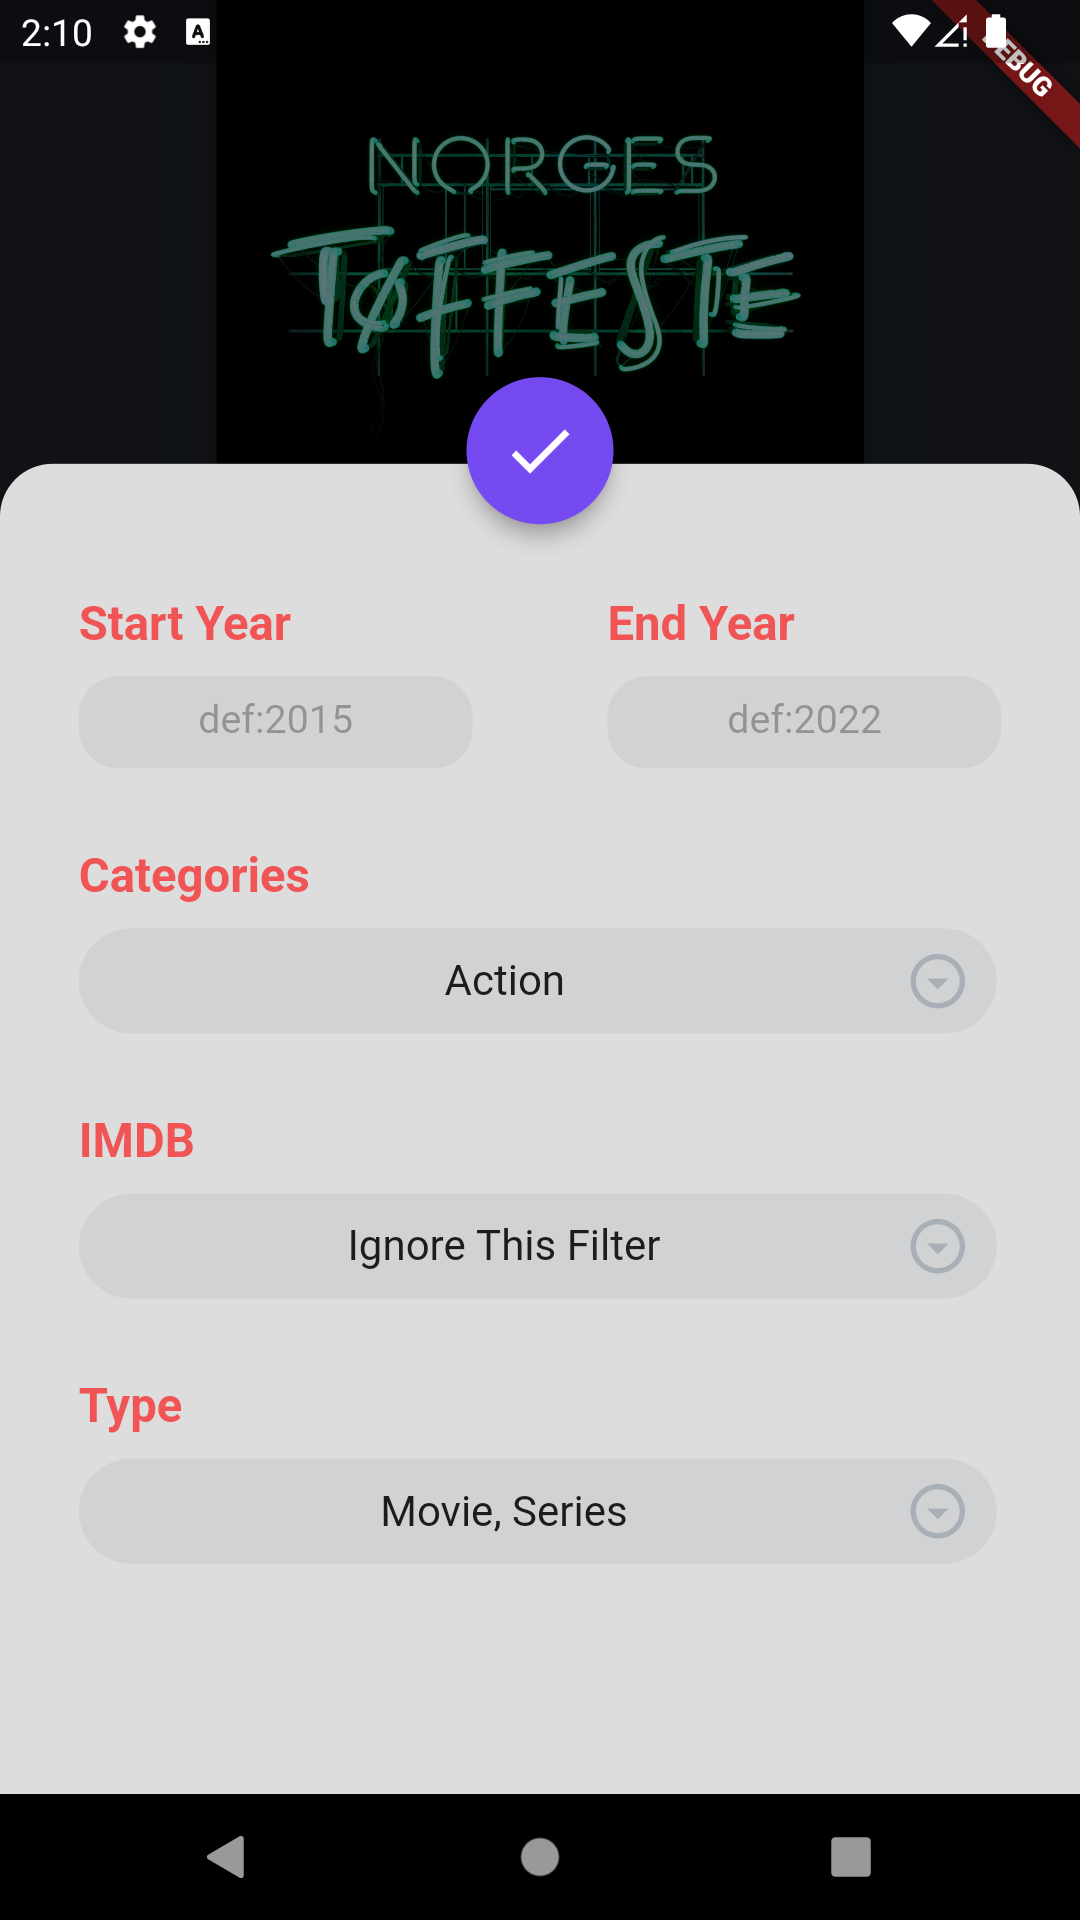 2:10
A
DEBUG
NORGES
TØFFESTE
Start Year
End Year
def:2015
def:2022
Categories
Action
IMDB
Ignore This Filter
Type
Movie, Series